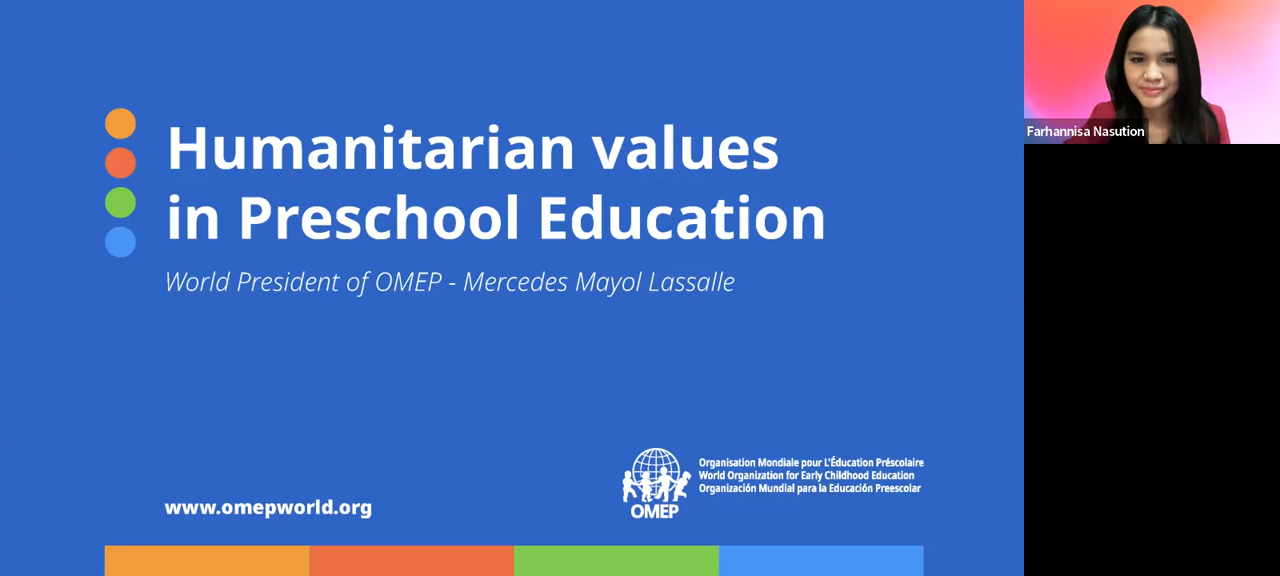 Humanitarian values
in Preschool Education
World President of OMEP - Mercedes Mayol Lassalle
www.omepworld.org
OMEP
Organisation Mondiale pour L'Éducation Préscolaire
World Organization for Early Childhood Education
Organización Mundial para la Educación Preescolar
Farhannisa Nasution